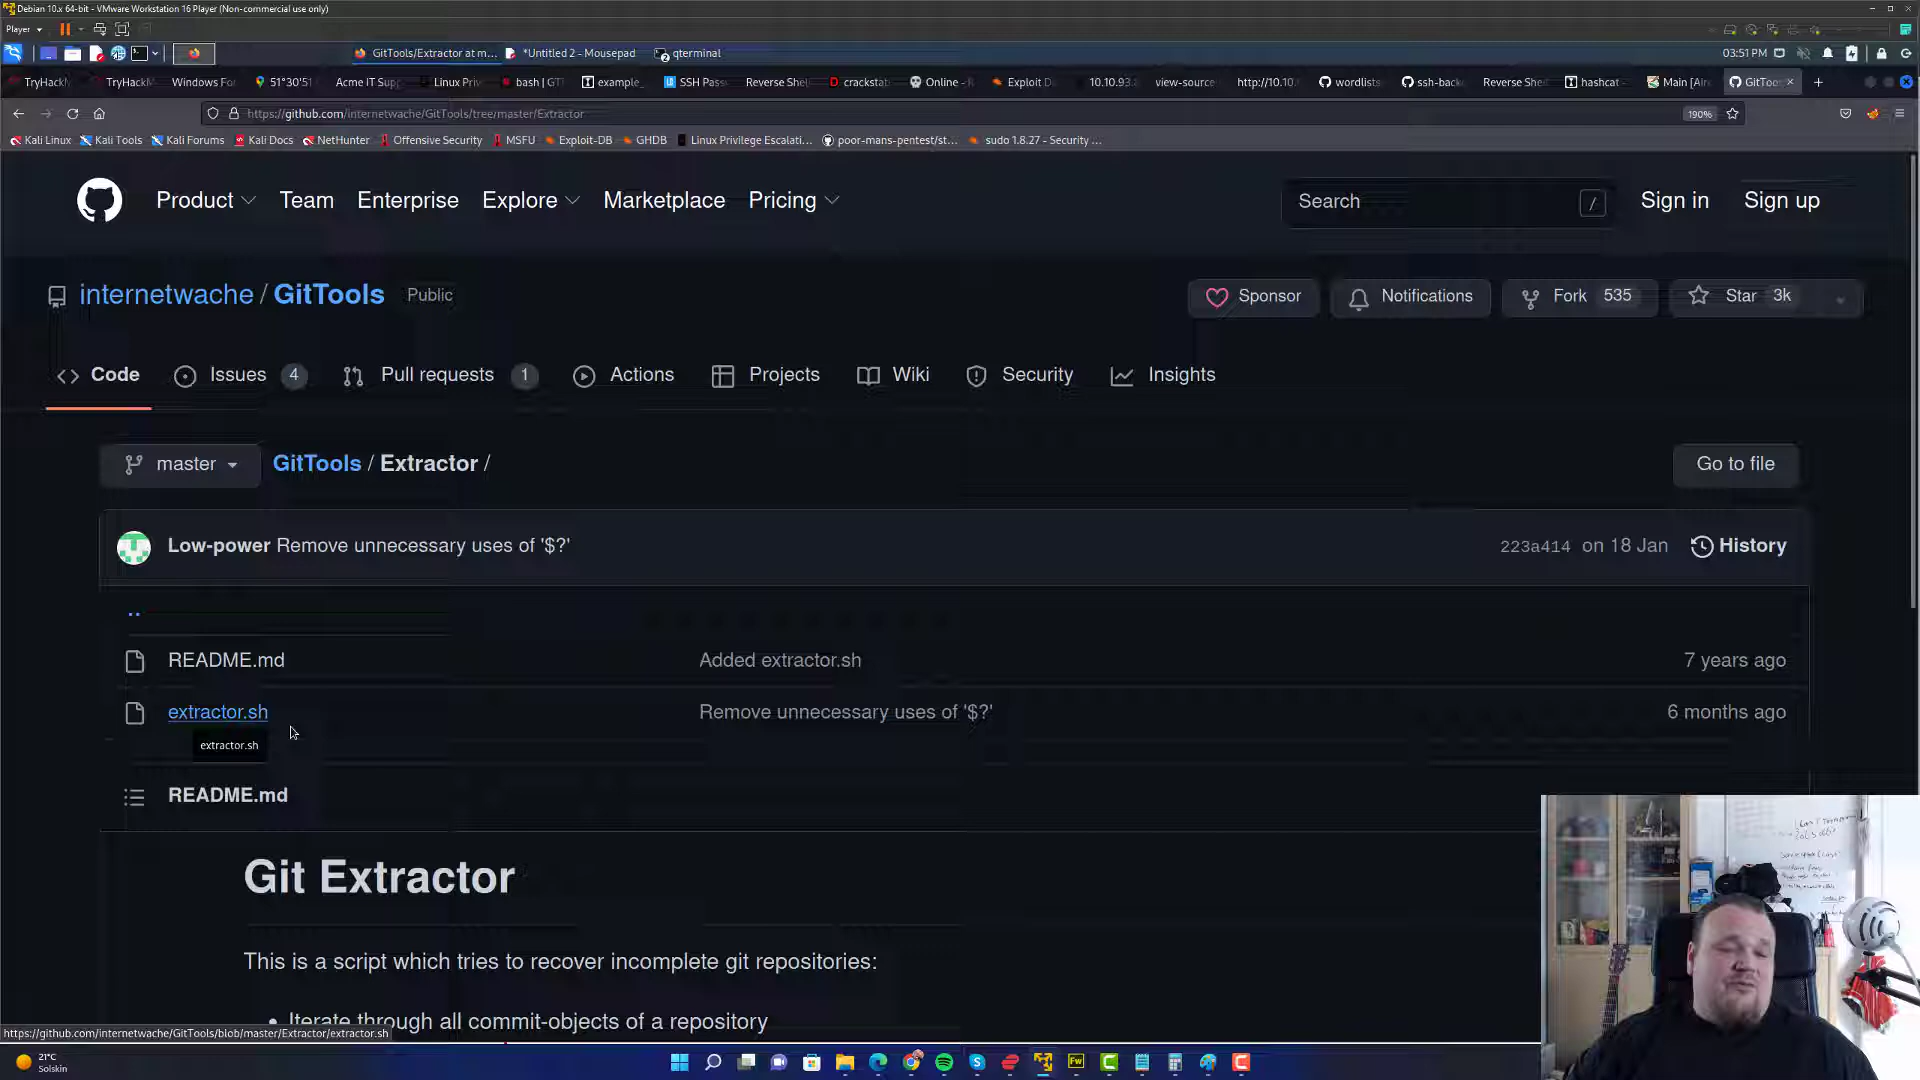 Debian 10.x 64-bit - VMware Workstation 16 Player (Non-commercial use only)
Player
GitTools/Extractor at m...
*Untitled 2 - Mousepad
qterminal
03:51 PM
TryHackM
TryHackM
Windows Fo
51°30'51
Acme IT Supp
Linux Priv
bash | GT
example_
SSH Pass
Reverse Shel
crackstat
Online -
Exploit D
10.10.93.
view-source
http://10.10.
wordlists
ssh-back
Reverse Shel
hashcat
Main [Air
GitToo
https://github.com/internetwache/GitTools/tree/master/Extractor
190%
Kali Linux
Kali Tools
Kali Forums
Kali Docs
NetHunter
Offensive Security
MSFU
Exploit-DB
GHDB
Linux Privilege Escalati...
poor-mans-pentest/st...
sudo 1.8.27 - Security ...
Product
Team
Enterprise
Explore
Marketplace
Pricing
Search
/
Sign in
Sign up
internetwache / GitTools
Public
Sponsor
Notifications
Fork 535
Star 3k
Code
Issues 4
Pull requests 1
Actions
Projects
Wiki
Security
Insights
master
GitTools / Extractor /
Go to file
Low-power Remove unnecessary uses of '$?'
223a414 on 18 Jan
History
..
README.md
Added extractor.sh
7 years ago
extractor.sh
Remove unnecessary uses of '$?'
6 months ago
extractor.sh
README.md
Git Extractor
This is a script which tries to recover incomplete git repositories:
• Iterate through all commit-objects of a repository
https://github.com/internetwache/GitTools/blob/master/Extractor/extractor.sh
21°C
Solskin
Fw